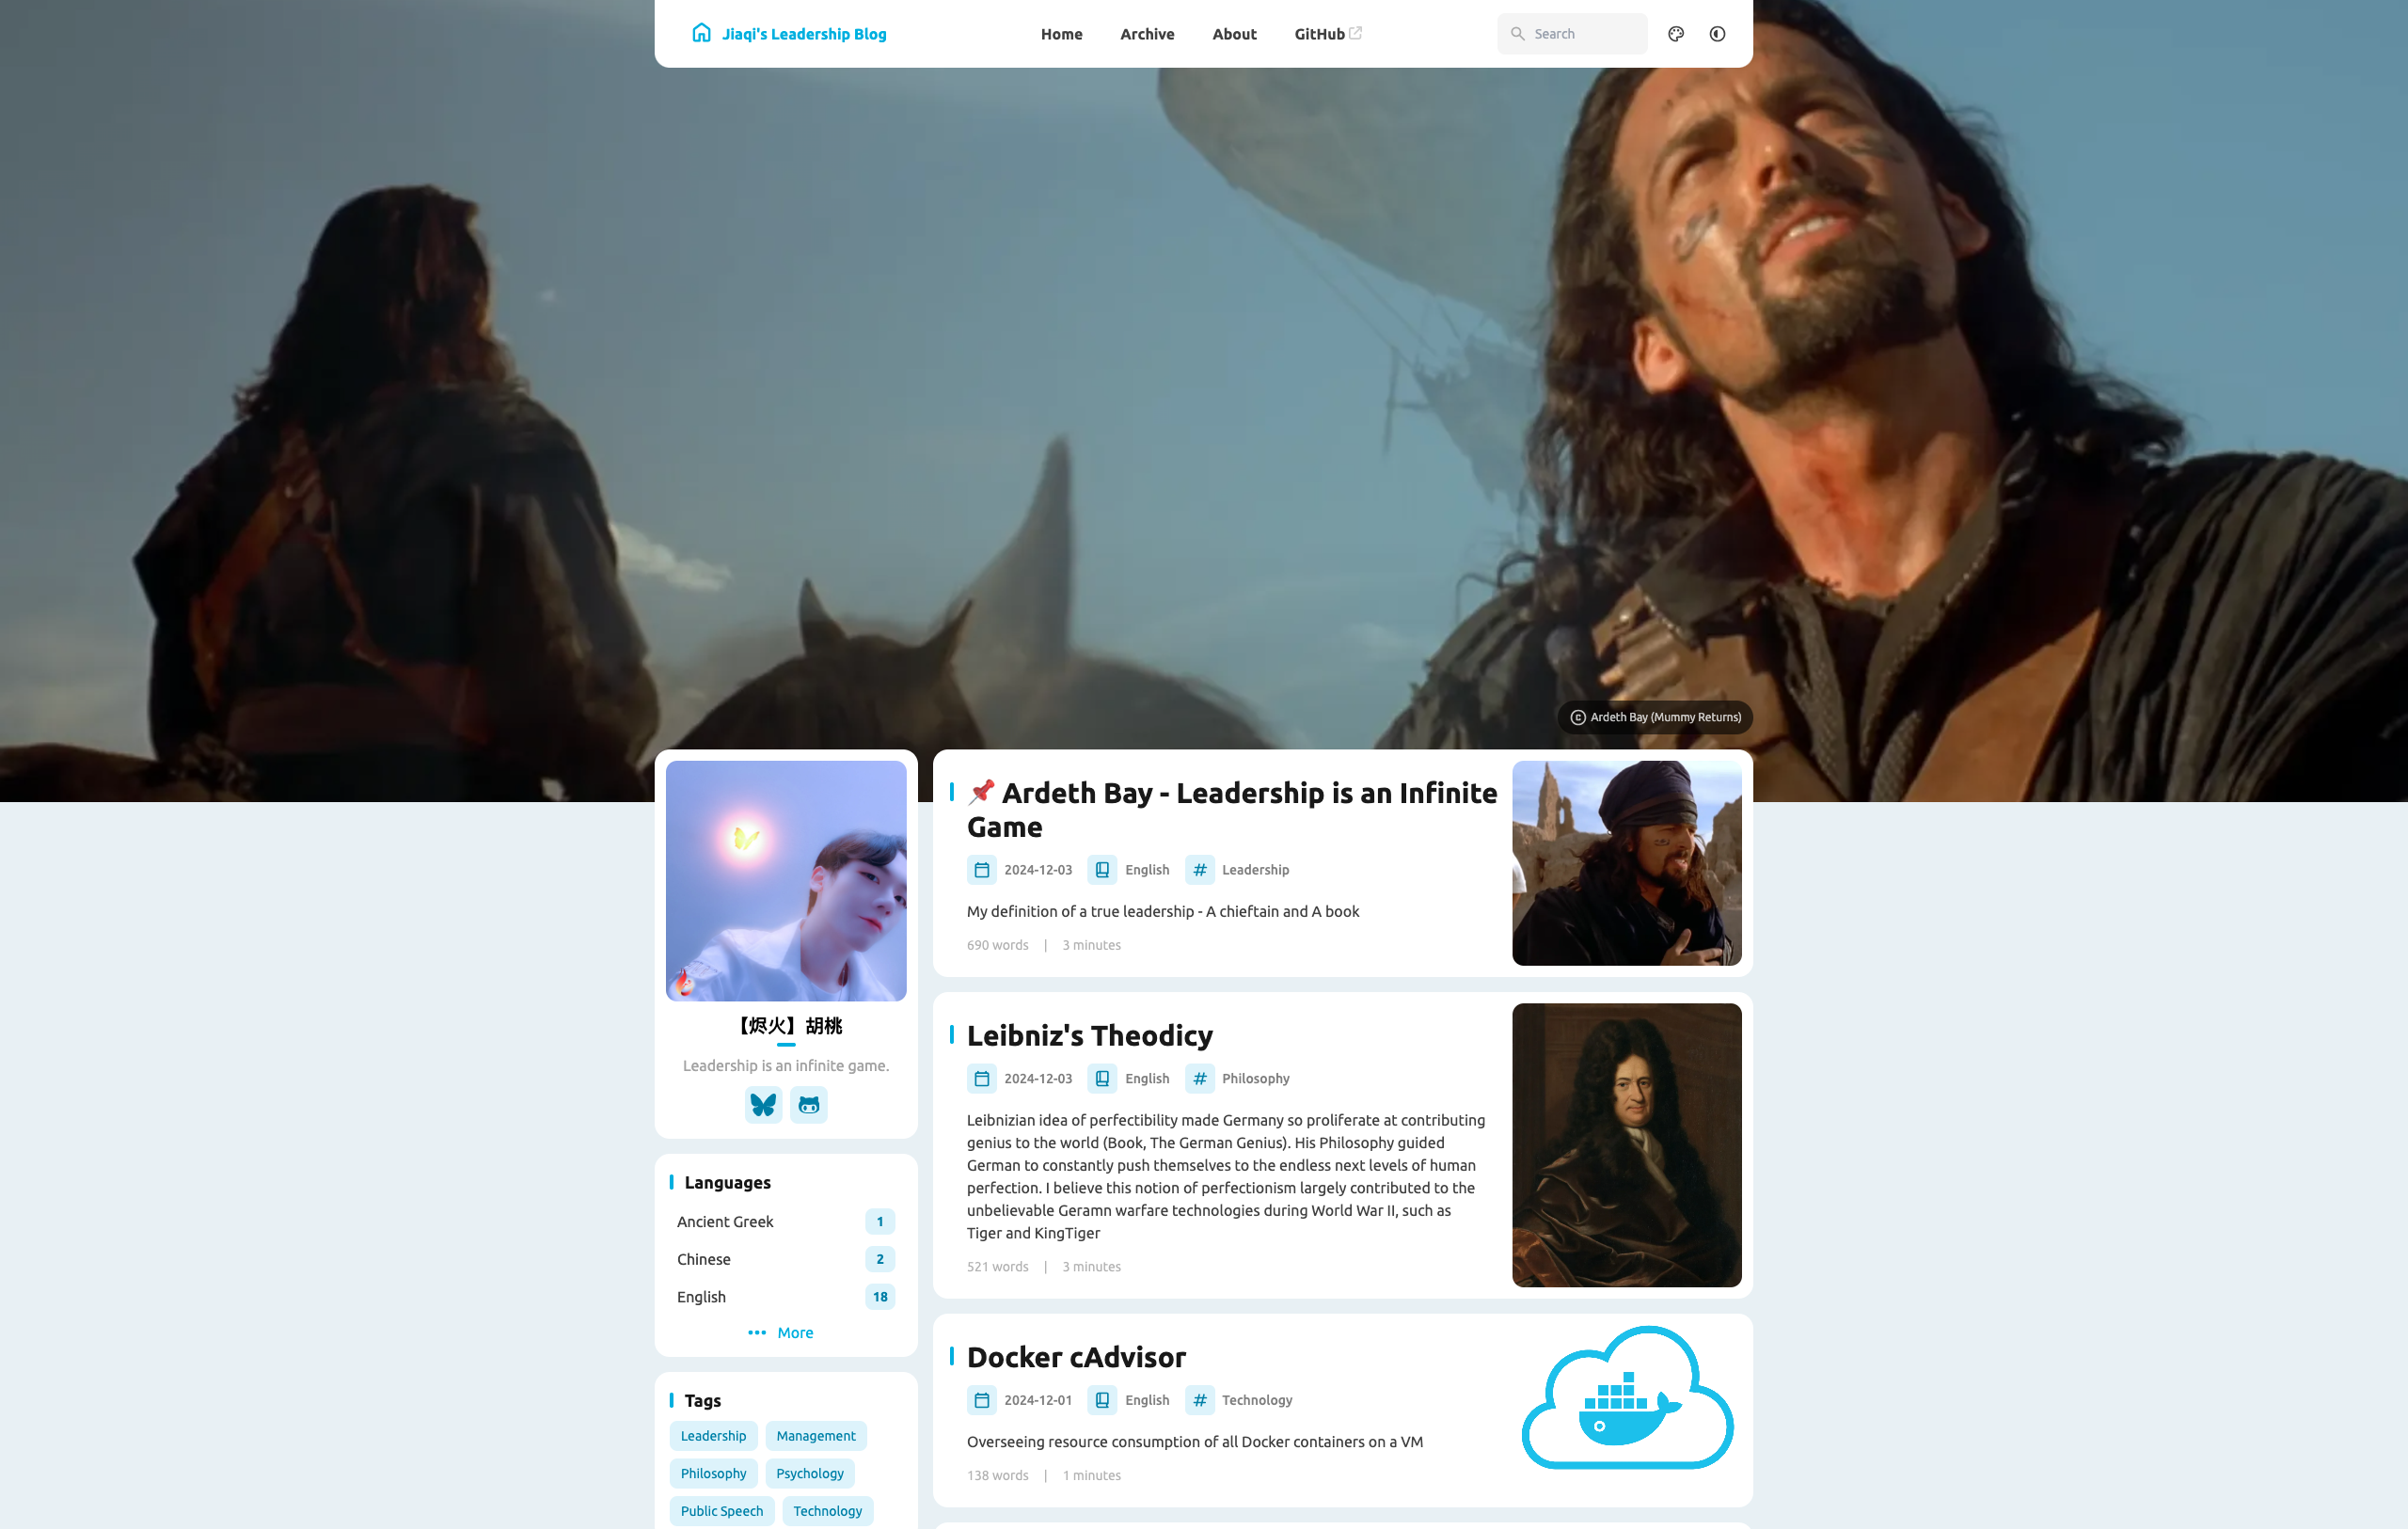 Jiaqi's Leadership Blog
Home
Archive
About
GitHub
Search
Ardeth Bay (Mummy Returns)
【烬火】胡桃
Leadership is an infinite game.
Languages
Ancient Greek 1
Chinese 2
English 18
More
Tags
Leadership
Management
Philosophy
Psychology
Public Speech
Technology
Ardeth Bay - Leadership is an Infinite
Game
2024-12-03 English # Leadership
My definition of a true leadership - A chieftain and A book
690 words | 3 minutes
Leibniz's Theodicy
2024-12-03 English # Philosophy
Leibnizian idea of perfectibility made Germany so proliferate at contributing
genius to the world (Book, The German Genius). His Philosophy guided
German to constantly push themselves to the endless next levels of human
perfection. I believe this notion of perfectionism largely contributed to the
unbelievable Geramn warfare technologies during World War II, such as
Tiger and KingTiger
521 words | 3 minutes
Docker cAdvisor
2024-12-01 English # Technology
Overseeing resource consumption of all Docker containers on a VM
138 words | 1 minutes